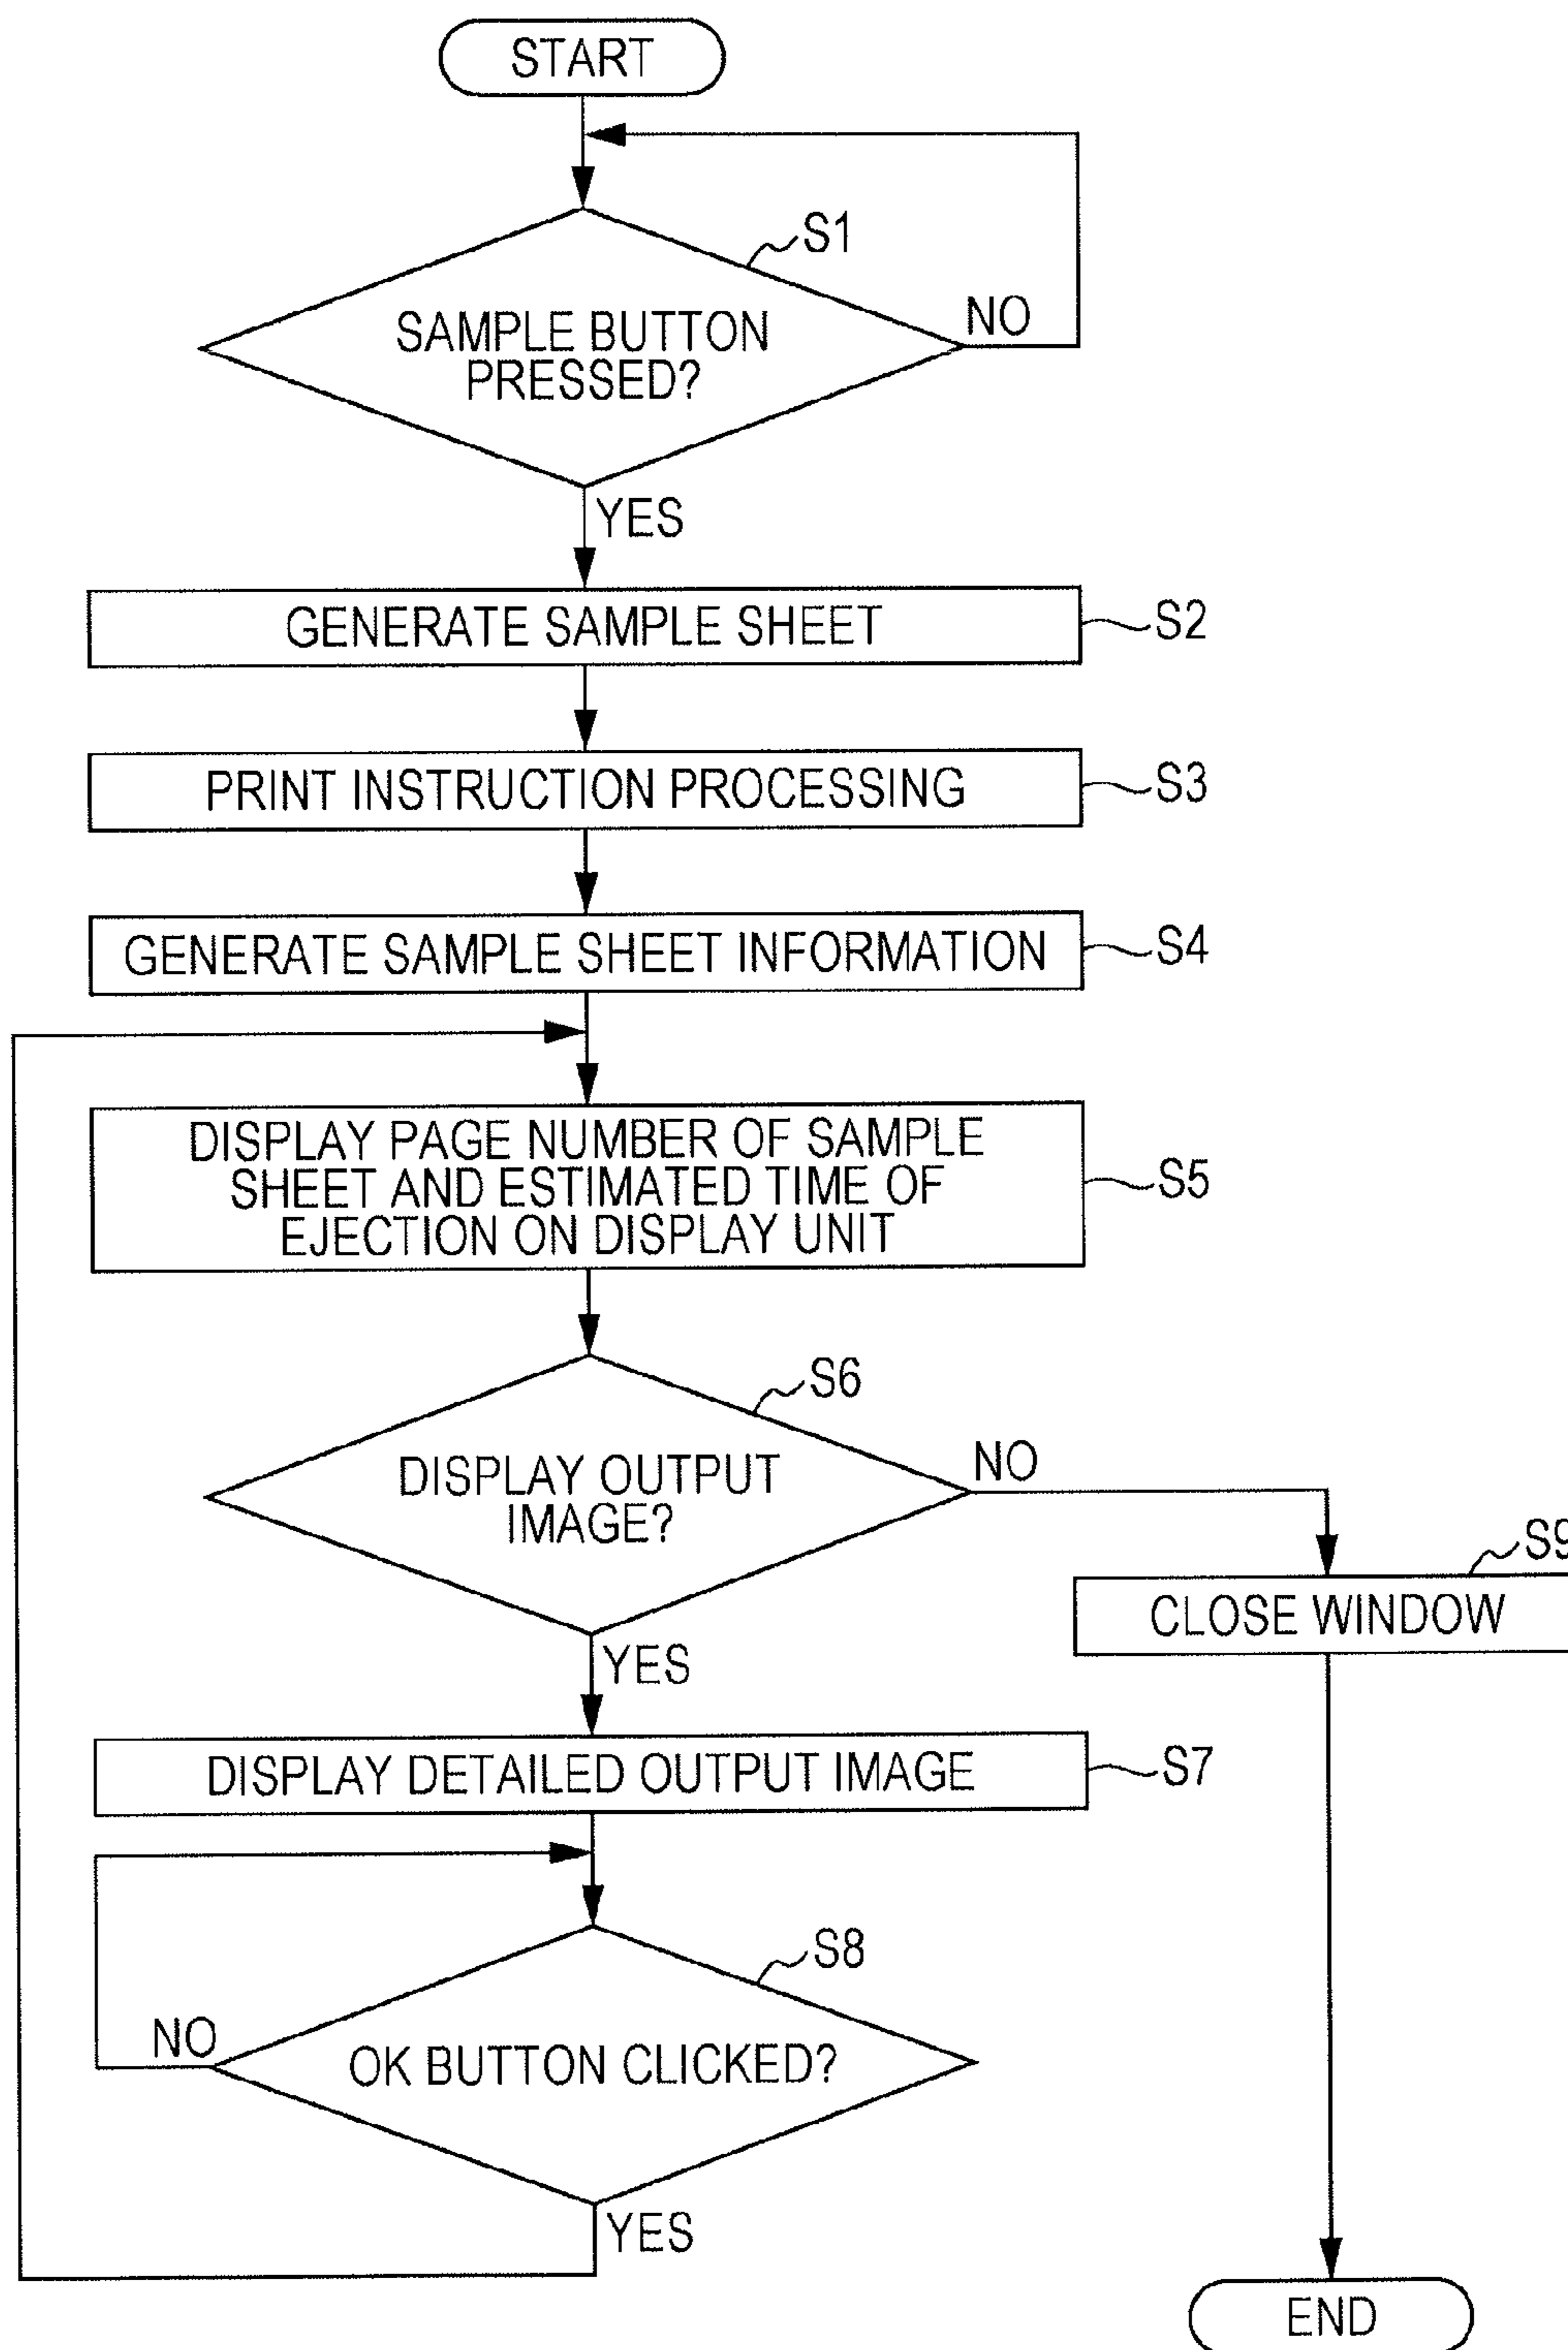 START
S1
SAMPLE BUTTON
PRESSED?
NO
YES
GENERATE SAMPLE SHEET
S2
PRINT INSTRUCTION PROCESSING
S3
GENERATE SAMPLE SHEET INFORMATION
S4
DISPLAY PAGE NUMBER OF SAMPLE
SHEET AND ESTIMATED TIME OF
EJECTION ON DISPLAY UNIT
S5
S6
DISPLAY OUTPUT
IMAGE?
NO
S9
CLOSE WINDOW
YES
DISPLAY DETAILED OUTPUT IMAGE
S7
S8
NO
OK BUTTON CLICKED?
YES
END